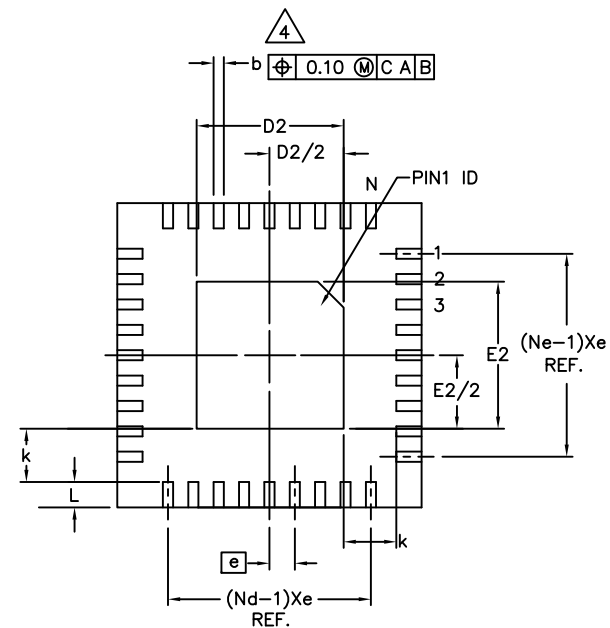 4
b ⌖ 0.10 Ⓜ C A B
D2
D2/2
N
PIN1 ID
1
2
3
E2
(Ne-1)Xe
REF.
E2/2
k
L
k
e
(Nd-1)Xe
REF.